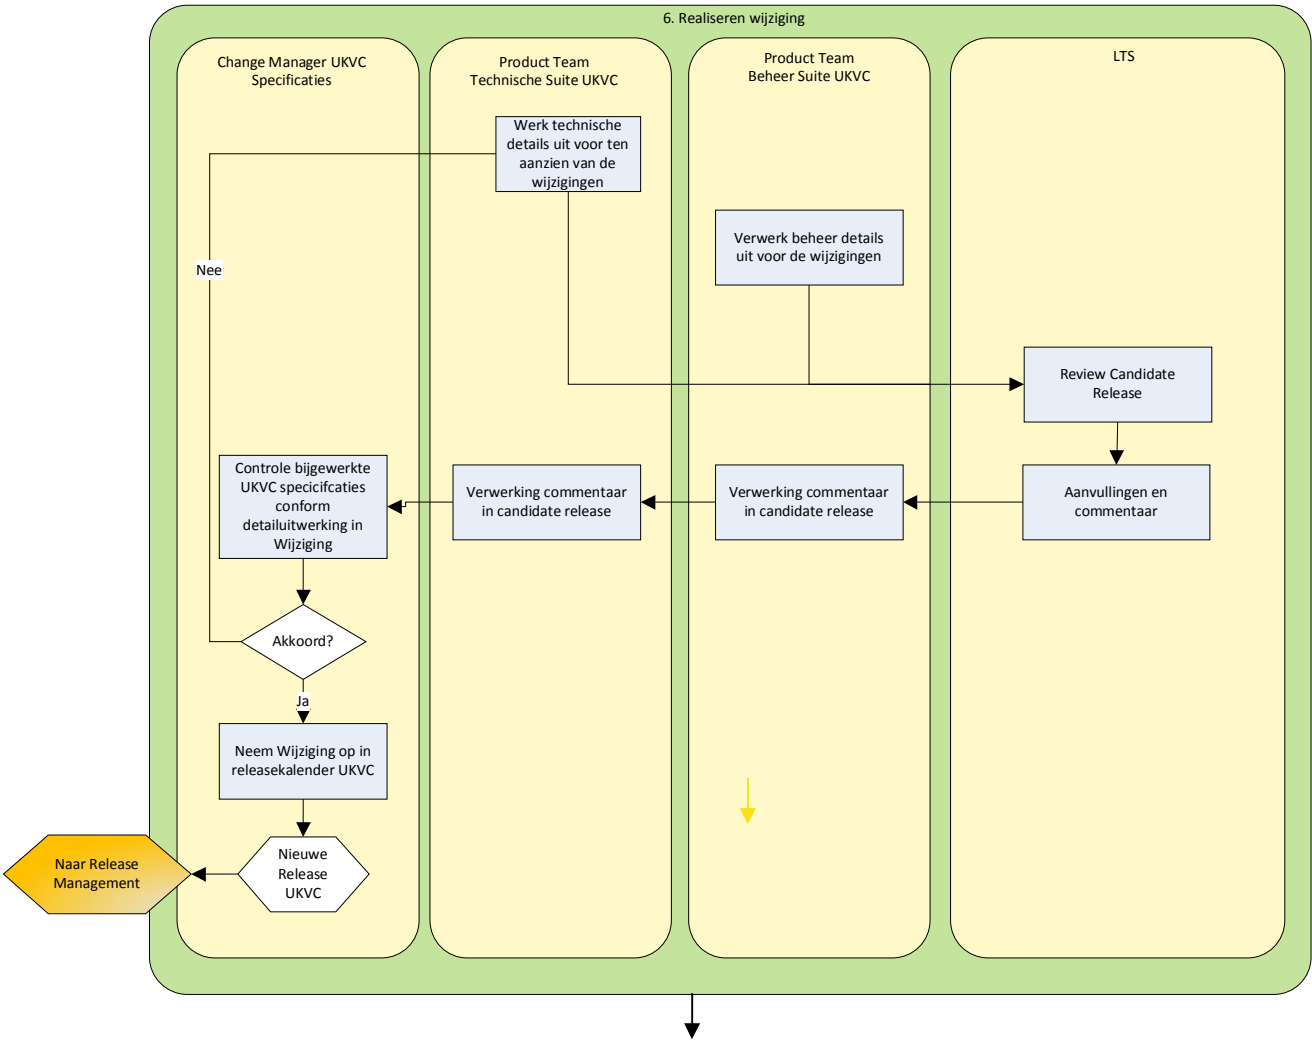 6. Realiseren wijziging
Change Manager UKVC
Specificaties
Product Team
Technische Suite UKVC
Product Team
Beheer Suite UKVC
LTS
Werk technische
details uit voor ten
aanzien van de
wijzigingen
Verwerk beheer details
uit voor de wijzigingen
Nee
Review Candidate
Release
Controle bijgewerkte
UKVC specicifcaties
conform
detailuitwerking in
Wijziging
Verwerking commentaar
in candidate release
Verwerking commentaar
in candidate release
Aanvullingen en
commentaar
Akkoord?
Ja
Neem Wijziging op in
releasekalender UKVC
Naar Release
Management
Nieuwe
Release
UKVC